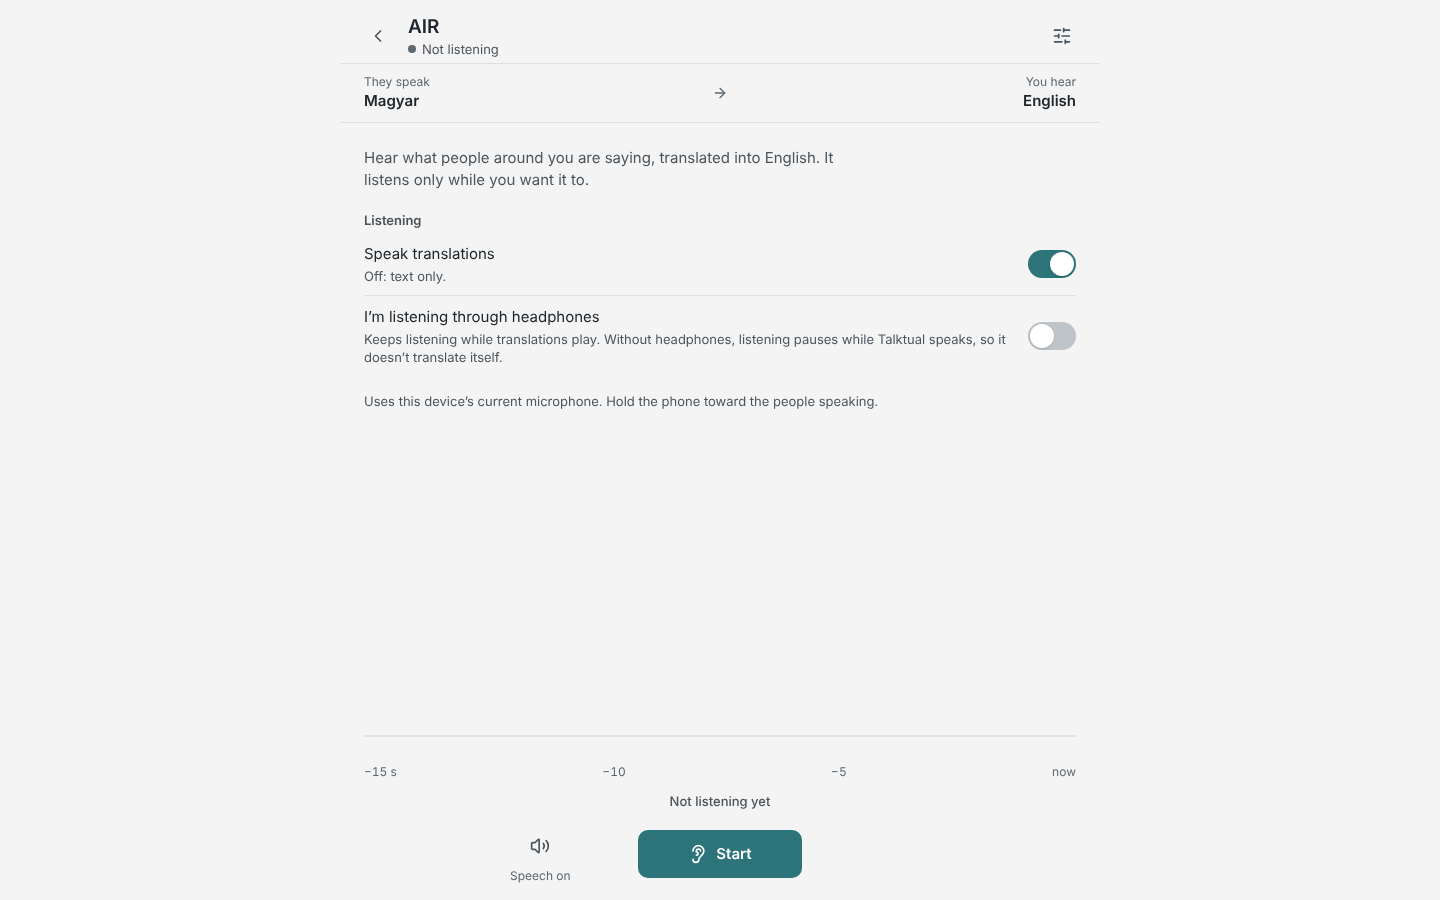 AIR
Not listening
They speak
Magyar
You hear
English
Hear what people around you are saying, translated into English. It
listens only while you want it to.
Listening
Speak translations
Off: text only.
I’m listening through headphones
Keeps listening while translations play. Without headphones, listening pauses while Talktual speaks, so it
doesn’t translate itself.
Uses this device’s current microphone. Hold the phone toward the people speaking.
−15 s
−10
−5
now
Not listening yet
Speech on
Start